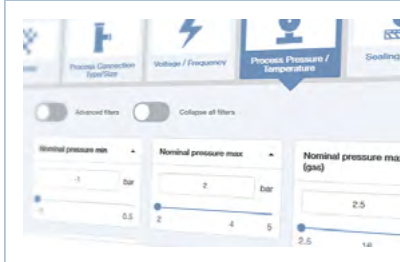 Process Connection
Type/Size
Voltage / Frequency
Process Pressure /
Temperature
Sealing
Advanced filters
Collapse all filters
Nominal pressure min
-1
bar
-1
0.5
Nominal pressure max
2
bar
2
4
5
Nominal pressure max
(gas)
2.5
2.5
16